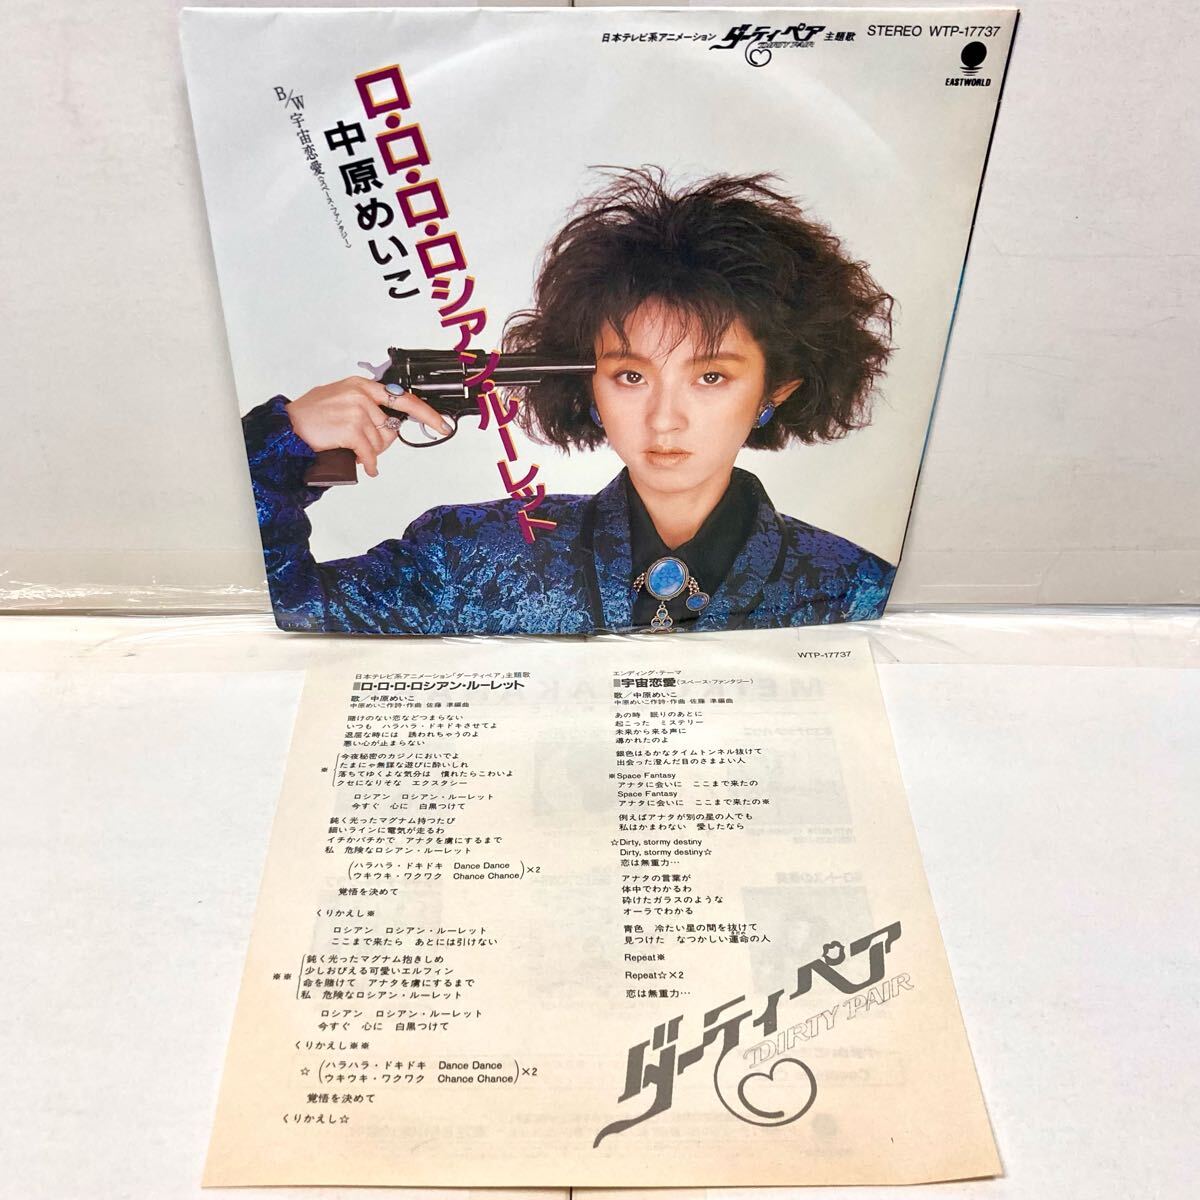 日本テレビ系アニメーション ダーティペア DIRTY PAIR 主題歌
STEREO WTP-17737
EASTWORLD
ロ・ロ・ロ・ロシアン・ルーレット
中原めいこ
B/W 宇宙恋愛〈スペース・ファンタジー〉
WTP-17737
日本テレビ系アニメーション「ダーティペア」主題歌
ロ・ロ・ロ・ロシアン・ルーレット
歌/中原めいこ
中原めいこ作詩・作曲 佐藤 準編曲
賭けのない恋などつまらない
いつも ハラハラ・ドキドキさせてよ
退屈な時には 誘われちゃうのよ
悪い心が止まらない
※
今夜秘密のカジノにおいでよ
たまにゃ無謀な遊びに酔いしれ
落ちてゆくよな気分は 慣れたらこわいよ
クセになりそな エクスタシー
ロシアン ロシアン・ルーレット
今すぐ 心に 白黒つけて
鈍く光ったマグナム持つたび
細いラインに電気が走るわ
イチかバチかで アナタを虜にするまで
私 危険なロシアン・ルーレット
(ハラハラ・ドキドキ Dance Dance
ウキウキ・ワクワク Chance Chance)×2
覚悟を決めて
くりかえし※
ロシアン ロシアン・ルーレット
ここまで来たら あとには引けない
※※
鈍く光ったマグナム抱きしめ
少しおびえる可愛いエルフィン
命を賭けて アナタを虜にするまで
私 危険なロシアン・ルーレット
ロシアン ロシアン・ルーレット
今すぐ 心に 白黒つけて
くりかえし※※
☆(ハラハラ・ドキドキ Dance Dance
ウキウキ・ワクワク Chance Chance)×2
覚悟を決めて
くりかえし☆
エンディング・テーマ
宇宙恋愛〈スペース・ファンタジー〉
歌/中原めいこ
中原めいこ作詩・作曲 佐藤 準編曲
あの時 眠りのあとに
起こった ミステリー
未来から来る声に
導かれたのよ
銀色はるかなタイムトンネル抜けて
出会った澄んだ目のさまよい人
※Space Fantasy
アナタに会いに ここまで来たの
Space Fantasy
アナタに会いに ここまで来たの※
例えばアナタが別の星の人でも
私はかまわない 愛したなら
☆Dirty, stormy destiny
Dirty, stormy destiny☆
恋は無重力…
アナタの言葉が
体中でわかるわ
砕けたガラスのような
オーラでわかる
青色 冷たい星の間を抜けて
見つけた なつかしい運命の人
Repeat※
Repeat☆×2
恋は無重力…
ダーティペア
DIRTY PAIR